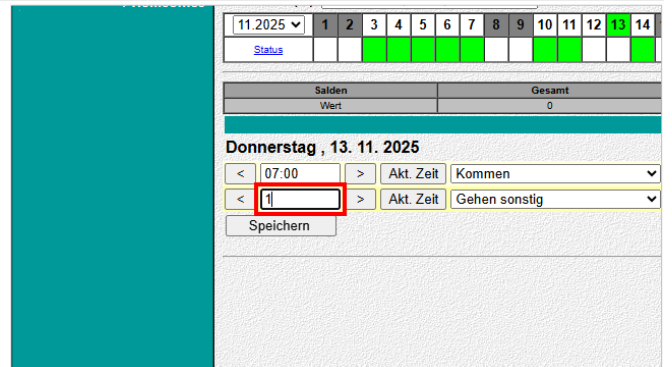 11.2025 1 2 3 4 5 6 7 8 9 10 11 12 13 14
Status
Salden Gesamt
Wert 0
Donnerstag , 13. 11. 2025
< 07:00 > Akt. Zeit Kommen
< 1 > Akt. Zeit Gehen sonstig
Speichern